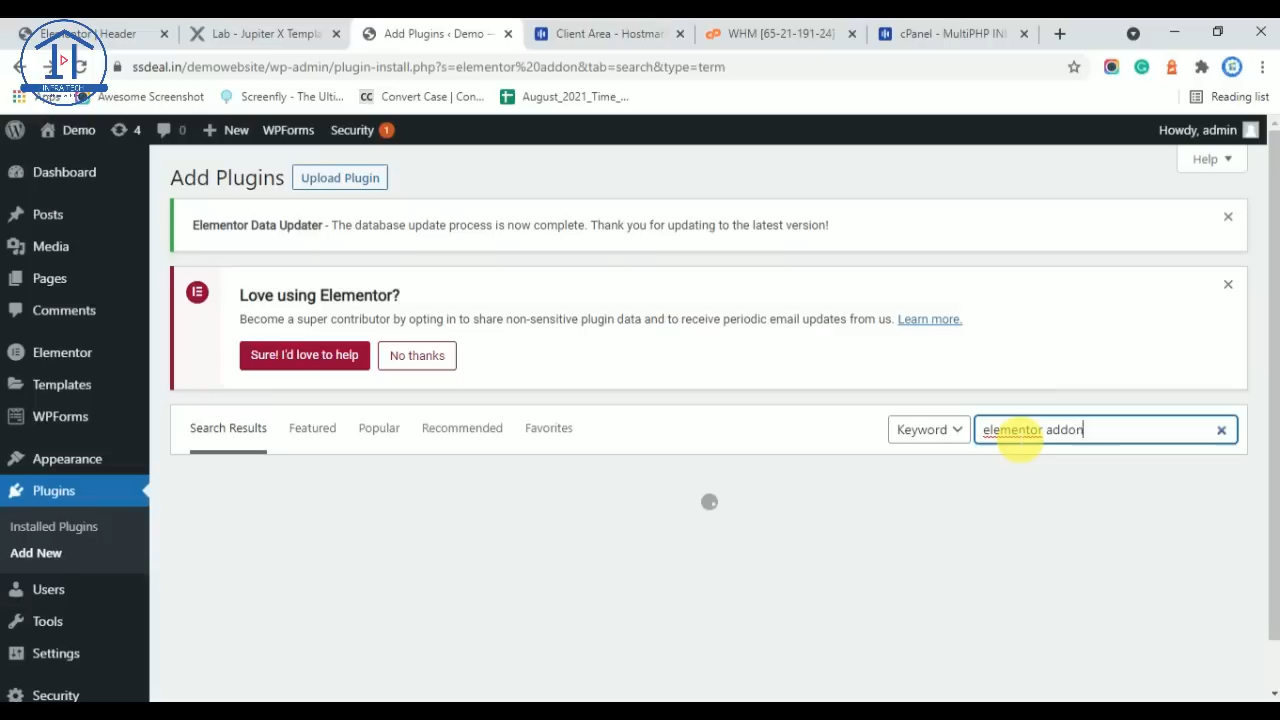 Elementor | Header
Lab - Jupiter X Templa
Add Plugins ‹ Demo —
Client Area - Hostmar
WHM [65-21-191-24]
cPanel - MultiPHP INI
ssdeal.in/demowebsite/wp-admin/plugin-install.php?s=elementor%20addon&tab=search&type=term
INFRA TECH
Apps
Awesome Screenshot
Screenfly - The Ulti...
CC Convert Case | Con...
August_2021_Time_...
Reading list
Demo
4
0
New
WPForms
Security 1
Howdy, admin
Dashboard
Posts
Media
Pages
Comments
Elementor
Templates
WPForms
Appearance
Plugins
Installed Plugins
Add New
Users
Tools
Settings
Security
Help
Add Plugins
Upload Plugin
Elementor Data Updater - The database update process is now complete. Thank you for updating to the latest version!
Love using Elementor?
Become a super contributor by opting in to share non-sensitive plugin data and to receive periodic email updates from us. Learn more.
Sure! I'd love to help
No thanks
Search Results
Featured
Popular
Recommended
Favorites
Keyword
elementor addon